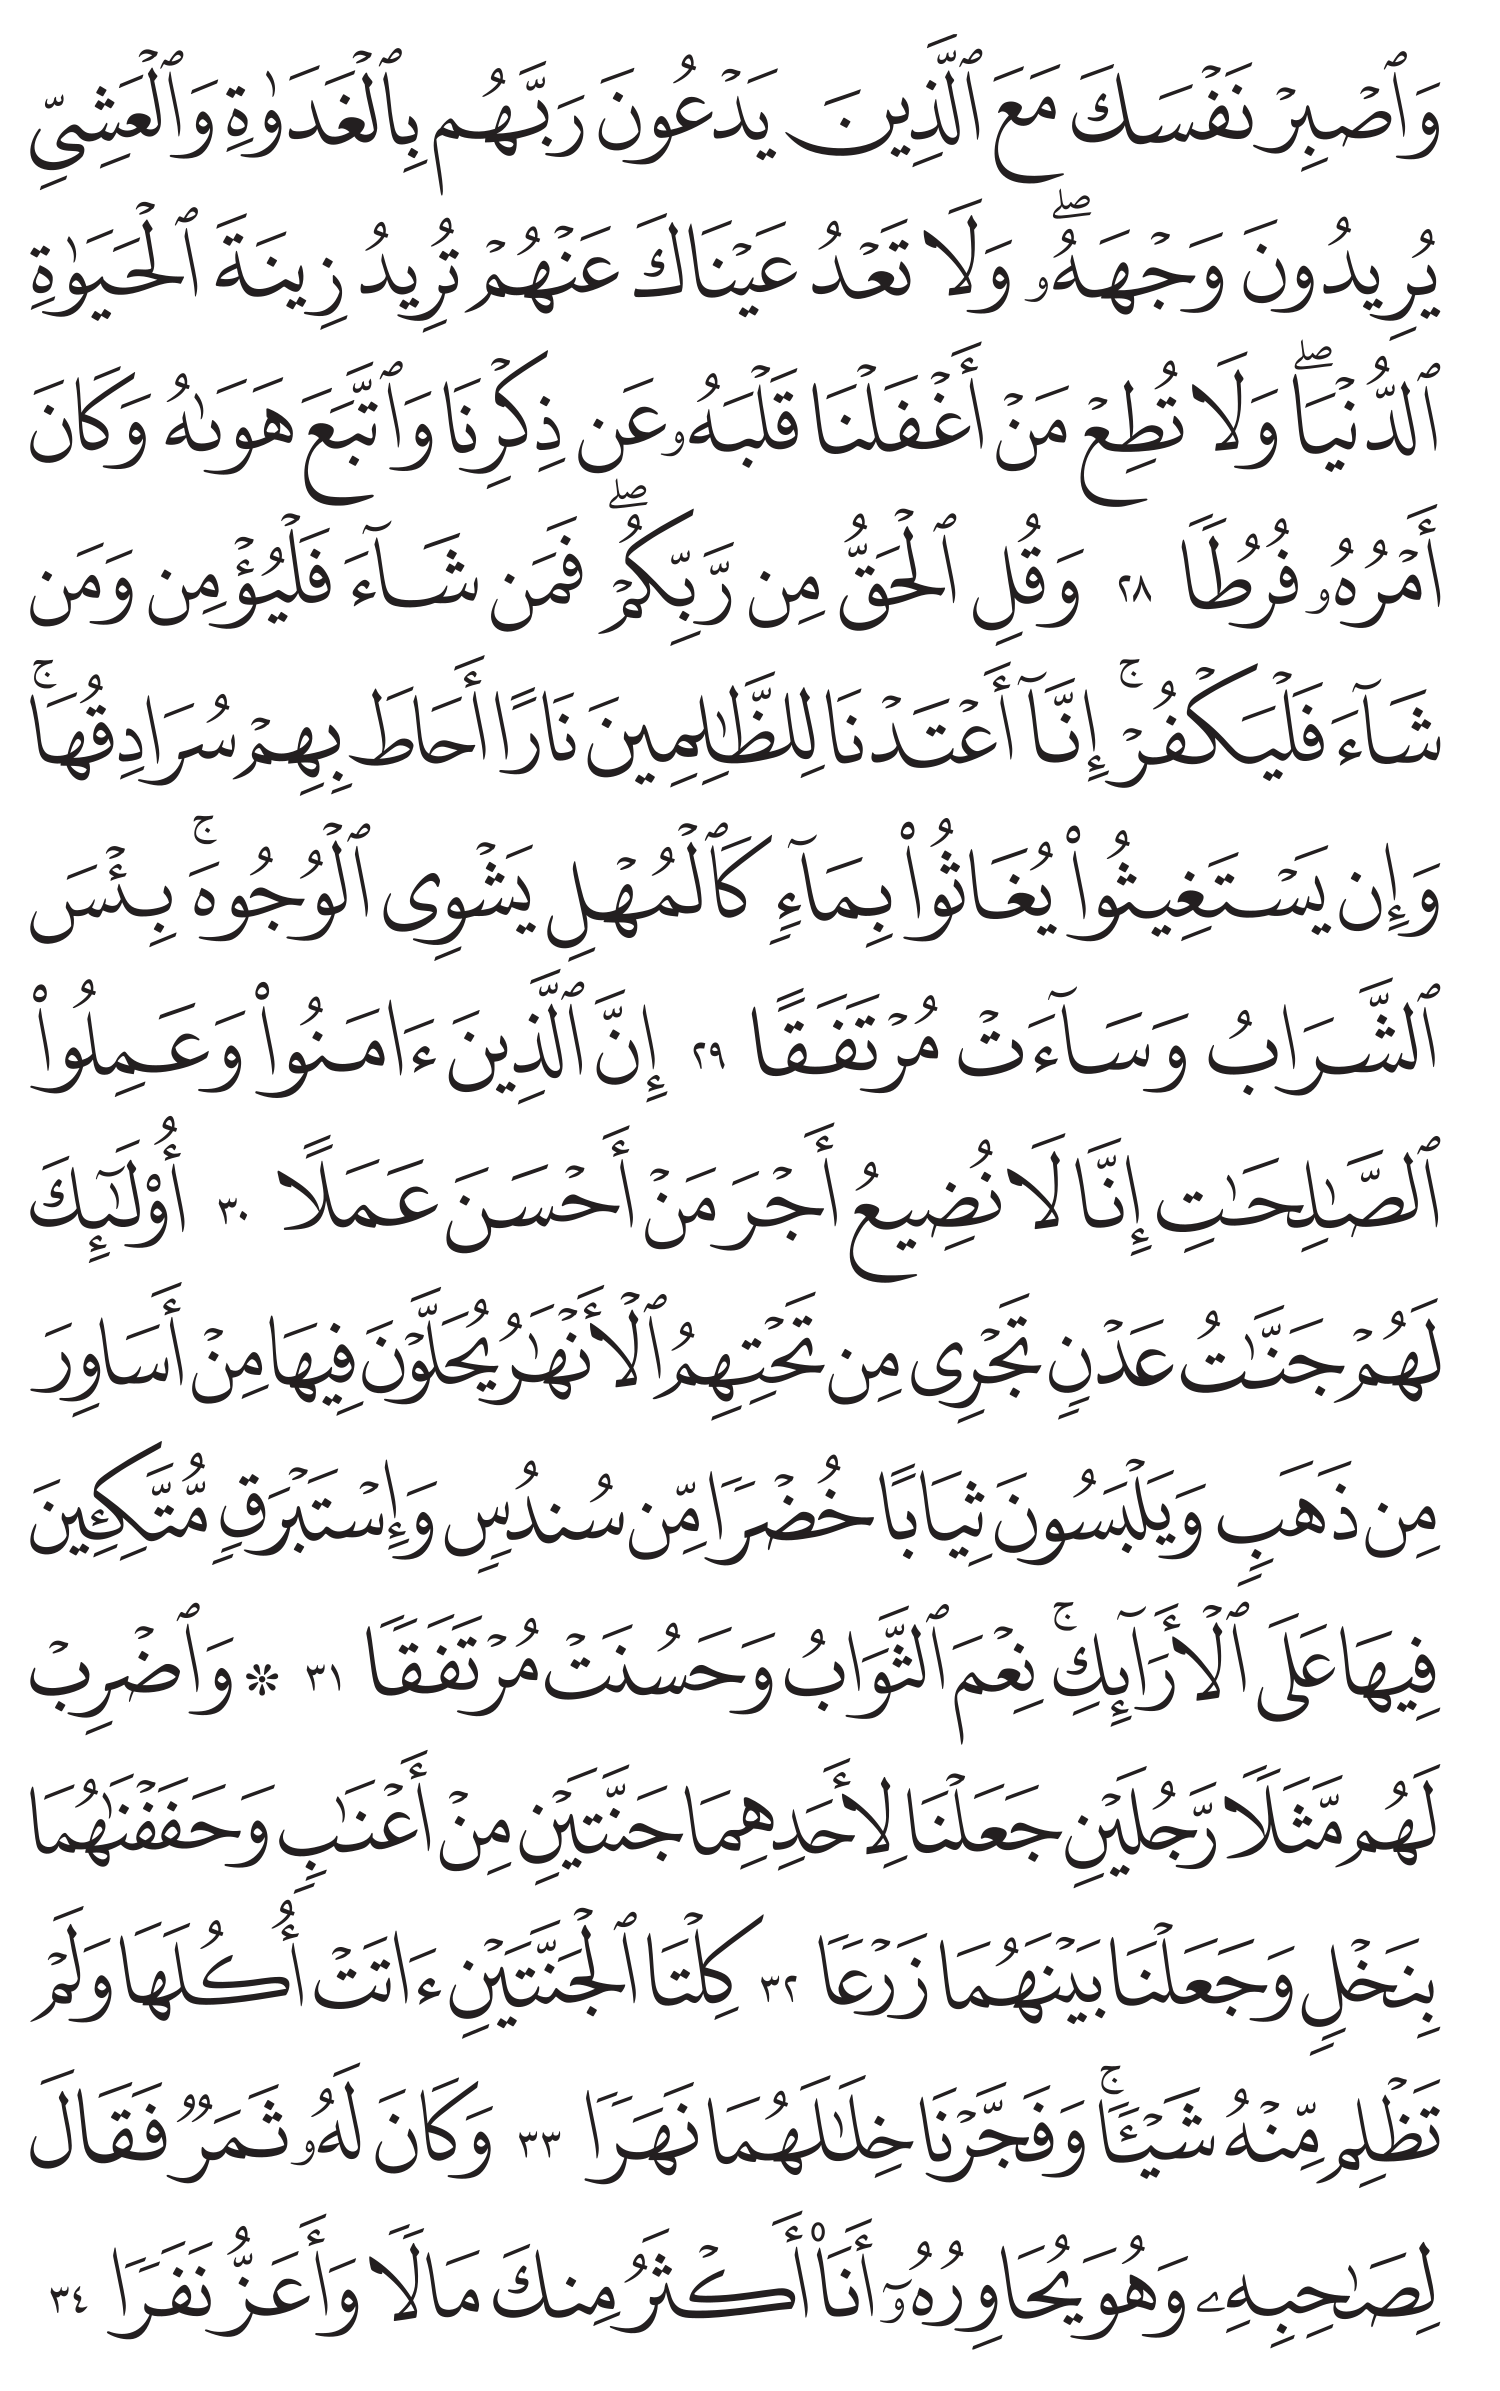 وَٱصۡبِرۡ نَفۡسَكَ مَعَ ٱلَّذِينَ يَدۡعُونَ رَبَّهُم بِٱلۡغَدَوٰةِ وَٱلۡعَشِيِّ
يُرِيدُونَ وَجۡهَهُۥۖ وَلَا تَعۡدُ عَيۡنَاكَ عَنۡهُمۡ تُرِيدُ زِينَةَ ٱلۡحَيَوٰةِ
ٱلدُّنۡيَاۖ وَلَا تُطِعۡ مَنۡ أَغۡفَلۡنَا قَلۡبَهُۥ عَن ذِكۡرِنَا وَٱتَّبَعَ هَوَىٰهُ وَكَانَ
أَمۡرُهُۥ فُرُطٗا ٢٨ وَقُلِ ٱلۡحَقُّ مِن رَّبِّكُمۡۖ فَمَن شَآءَ فَلۡيُؤۡمِن وَمَن
شَآءَ فَلۡيَكۡفُرۡۚ إِنَّآ أَعۡتَدۡنَا لِلظَّٰلِمِينَ نَارًا أَحَاطَ بِهِمۡ سُرَادِقُهَاۚ
وَإِن يَسۡتَغِيثُواْ يُغَاثُواْ بِمَآءٖ كَٱلۡمُهۡلِ يَشۡوِي ٱلۡوُجُوهَۚ بِئۡسَ
ٱلشَّرَابُ وَسَآءَتۡ مُرۡتَفَقًا ٢٩ إِنَّ ٱلَّذِينَ ءَامَنُواْ وَعَمِلُواْ
ٱلصَّٰلِحَٰتِ إِنَّا لَا نُضِيعُ أَجۡرَ مَنۡ أَحۡسَنَ عَمَلًا ٣٠ أُوْلَٰٓئِكَ
لَهُمۡ جَنَّٰتُ عَدۡنٖ تَجۡرِي مِن تَحۡتِهِمُ ٱلۡأَنۡهَٰرُ يُحَلَّوۡنَ فِيهَا مِنۡ أَسَاوِرَ
مِن ذَهَبٖ وَيَلۡبَسُونَ ثِيَابًا خُضۡرٗا مِّن سُندُسٖ وَإِسۡتَبۡرَقٖ مُّتَّكِـِٔينَ
فِيهَا عَلَى ٱلۡأَرَآئِكِۚ نِعۡمَ ٱلثَّوَابُ وَحَسُنَتۡ مُرۡتَفَقٗا ٣١ ۞ وَٱضۡرِبۡ
لَهُم مَّثَلٗا رَّجُلَيۡنِ جَعَلۡنَا لِأَحَدِهِمَا جَنَّتَيۡنِ مِنۡ أَعۡنَٰبٖ وَحَفَفۡنَٰهُمَا
بِنَخۡلٖ وَجَعَلۡنَا بَيۡنَهُمَا زَرۡعٗا ٣٢ كِلۡتَا ٱلۡجَنَّتَيۡنِ ءَاتَتۡ أُكُلَهَا وَلَمۡ
تَظۡلِم مِّنۡهُ شَيۡـٔٗاۚ وَفَجَّرۡنَا خِلَٰلَهُمَا نَهَرٗا ٣٣ وَكَانَ لَهُۥ ثَمَرٞ فَقَالَ
لِصَٰحِبِهِۦ وَهُوَ يُحَاوِرُهُۥٓ أَنَا۠ أَكۡثَرُ مِنكَ مَالٗا وَأَعَزُّ نَفَرٗا ٣٤